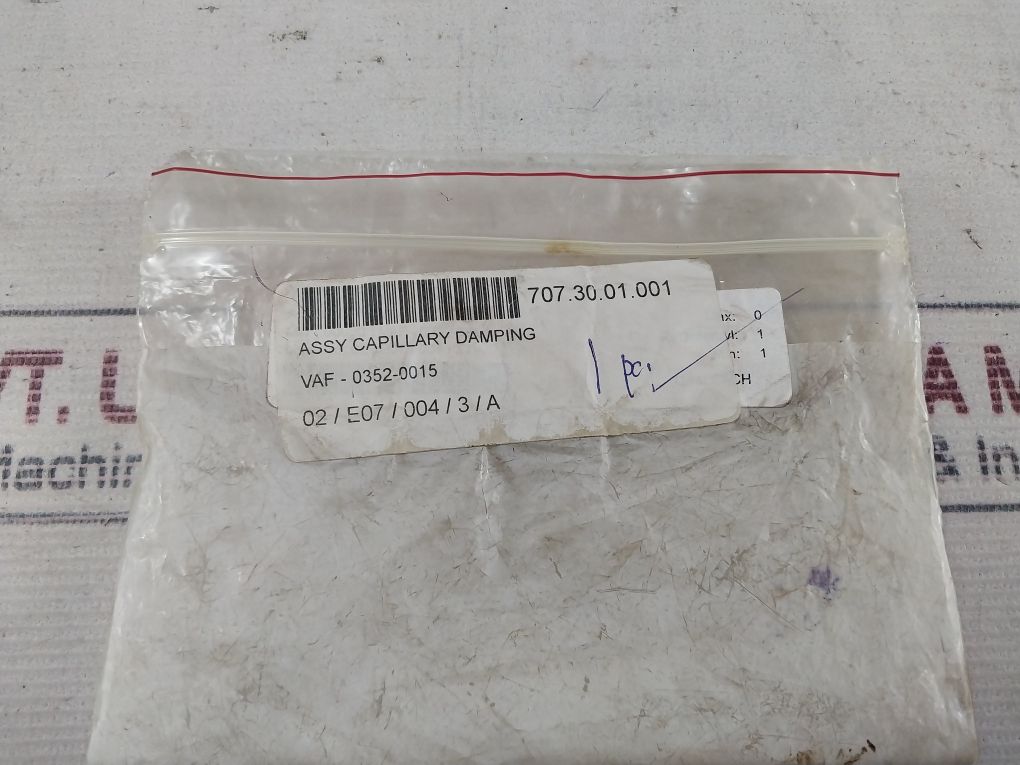 707.30.01.001
ASSY CAPILLARY DAMPING
VAF - 0352-0015
1 pc.
02 / E07 / 004 / 3 / A
0
1
1
CH
& In